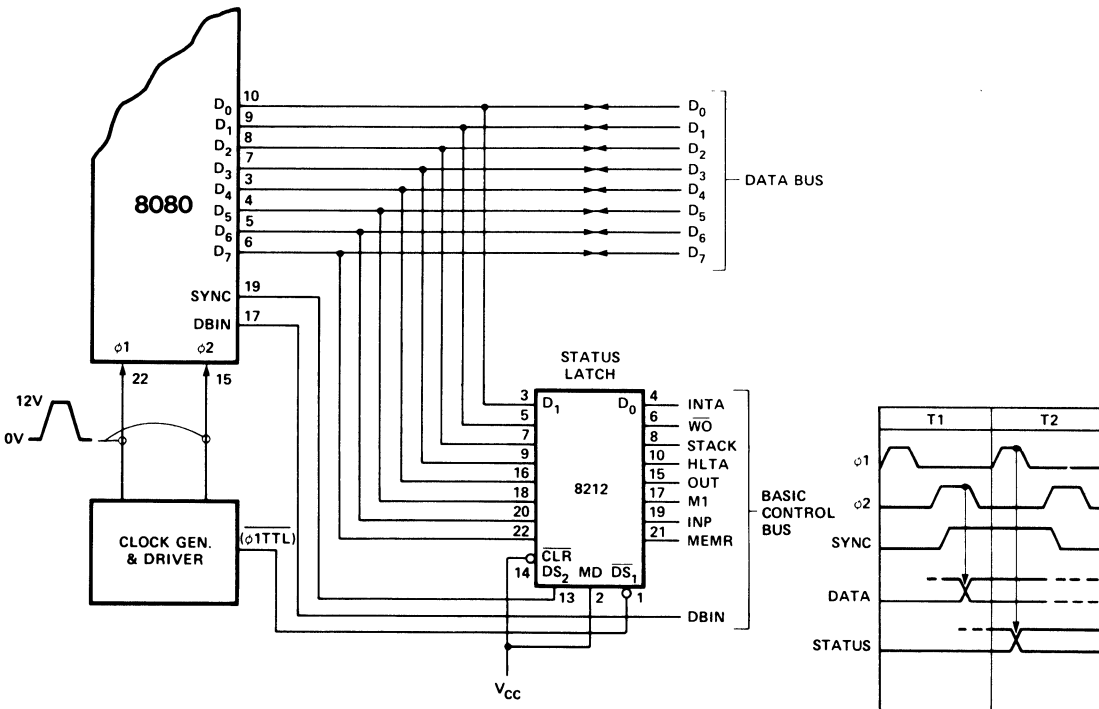 10
D0
D0
9
D1
D1
8
D2
D2
7
D3
D3
3
D4
D4
4
D5
D5
5
D6
D6
6
D7
D7
DATA BUS
8080
SYNC
19
DBIN
17
φ1
φ2
22
15
12V
0V
CLOCK GEN.
& DRIVER
(φ1TTL)
STATUS
LATCH
3
D1
D0
4
INTA
5
6
WO
7
8
STACK
9
10
HLTA
16
15
OUT
18
17
M1
20
19
INP
22
21
MEMR
8212
CLR
14
DS2
MD
DS1
13
2
1
DBIN
VCC
BASIC
CONTROL
BUS
T1
T2
φ1
φ2
SYNC
DATA
STATUS